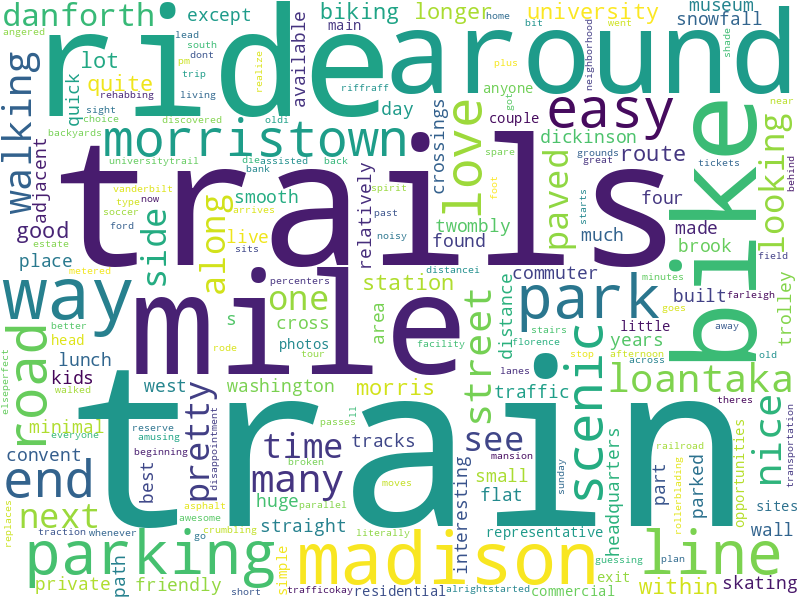 danforth
except
biking
longer
university
museum
snowfall
angered
lead
south
dont
pm
trip
home
bit
went
main
ride
around
available
lot
quite
quick
rehabbing
living
riffraff
day
plus
realize
neighborhood
shade
walking
adjacent
sight
choice
discovered
oldi
backyards
morristown
crossings
love
anyone
got
couple
easy
dickinson
route
bike
looking
near
tickets
behind
universitytrail
die
assisted
back
bank
spare
grounds
great
vanderbilt
type
now
soccer
ford
estate
smooth
spirit
arrives
trails
relatively
past
noisy
foot
paved
starts
four
good
place
side
along
live
sits
twombly
found
much
made
brook
field
way
metered
mile
percenters
distancei
station
commuter
minutes
goes
one
cross
s
photos
tour
area
street
distance
park
built
farleigh
trolley
better
head
lunch
kids
walked
rode
facility
stairs
florence
little
years
away
old
road
elseperfect
west
washington
morris
traffic
lanes
stop
afternoon
across
scenic
loantaka
theres
train
minimal
everyone
reserve
amusing
passes
ll
convent
beginning
pretty
disappointment
time
tracks
see
broken
mansion
sunday
part
railroad
nice
transportation
end
best
many
moves
small
flat
interesting
headquarters
parked
rollerblading
opportunities
sites
next
replaces
asphalt
awesome
huge
parallel
traction
whenever
go
crumbling
straight
literally
representative
wall
parking
madison
line
guessing
plan
private
path
friendly
short
simple
trafficokay
residential
alrightstarted
commercial
exit
within
skating